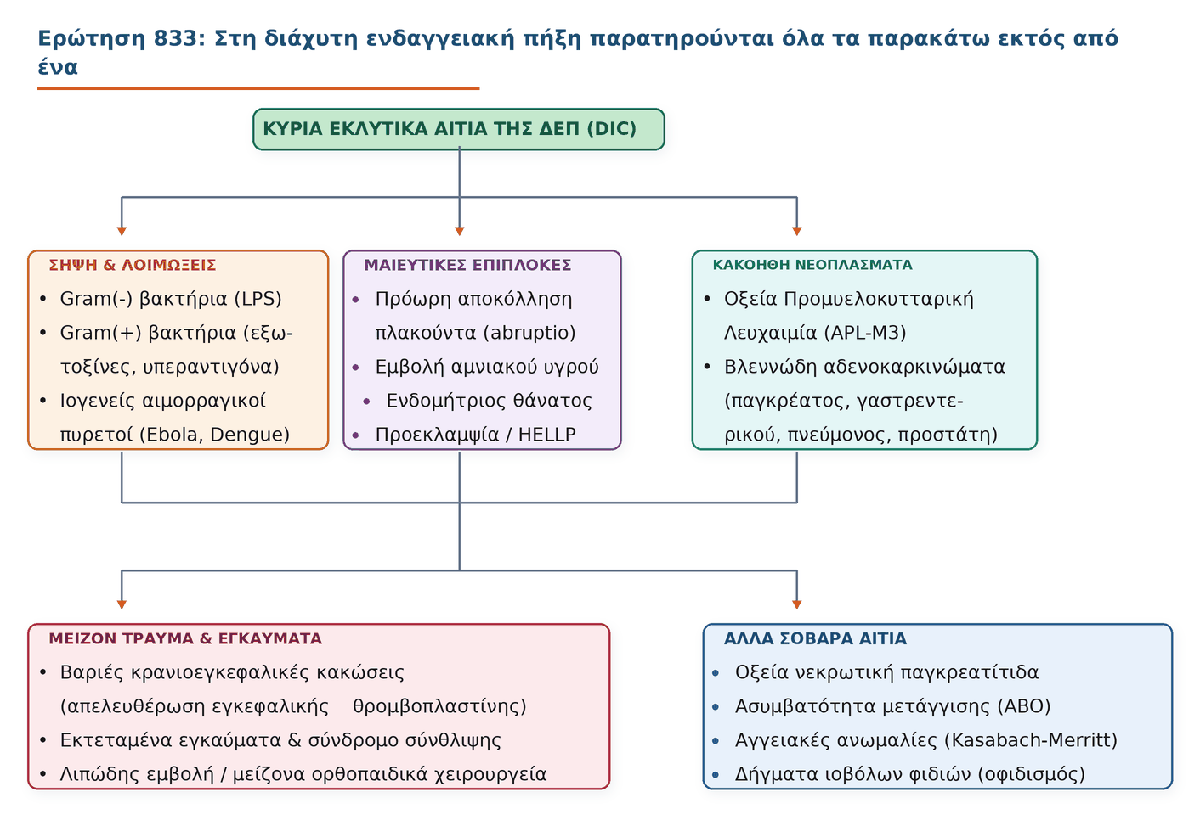 Ερώτηση 833: Στη διάχυτη ενδαγγειακή πήξη παρατηρούνται όλα τα παρακάτω εκτός από
ένα
ΚΥΡΙΑ ΕΚΛΥΤΙΚΑ ΑΙΤΙΑ ΤΗΣ ΔΕΠ (DIC)
ΣΗΨΗ & ΛΟΙΜΩΞΕΙΣ
• Gram(-) βακτήρια (LPS)
• Gram(+) βακτήρια (εξω-
τοξίνες, υπεραντιγόνα)
• Ιογενείς αιμορραγικοί
πυρετοί (Ebola, Dengue)
ΜΑΙΕΥΤΙΚΕΣ ΕΠΙΠΛΟΚΕΣ
• Πρόωρη αποκόλληση
πλακούντα (abruptio)
• Εμβολή αμνιακού υγρού
• Ενδομήτριος θάνατος
• Προεκλαμψία / HELLP
ΚΑΚΟΗΘΗ ΝΕΟΠΛΑΣΜΑΤΑ
• Οξεία Προμυελοκυτταρική
Λευχαιμία (APL-M3)
• Βλεννώδη αδενοκαρκινώματα
(παγκρέατος, γαστρεντε-
ρικού, πνεύμονος, προστάτη)
ΜΕΙΖΟΝ ΤΡΑΥΜΑ & ΕΓΚΑΥΜΑΤΑ
• Βαριές κρανιοεγκεφαλικές κακώσεις
(απελευθέρωση εγκεφαλικής θρομβοπλαστίνης)
• Εκτεταμένα εγκαύματα & σύνδρομο σύνθλιψης
• Λιπώδης εμβολή / μείζονα ορθοπαιδικά χειρουργεία
ΑΛΛΑ ΣΟΒΑΡΑ ΑΙΤΙΑ
• Οξεία νεκρωτική παγκρεατίτιδα
• Ασυμβατότητα μετάγγισης (ABO)
• Αγγειακές ανωμαλίες (Kasabach-Merritt)
• Δήγματα ιοβόλων φιδιών (οφιδισμός)